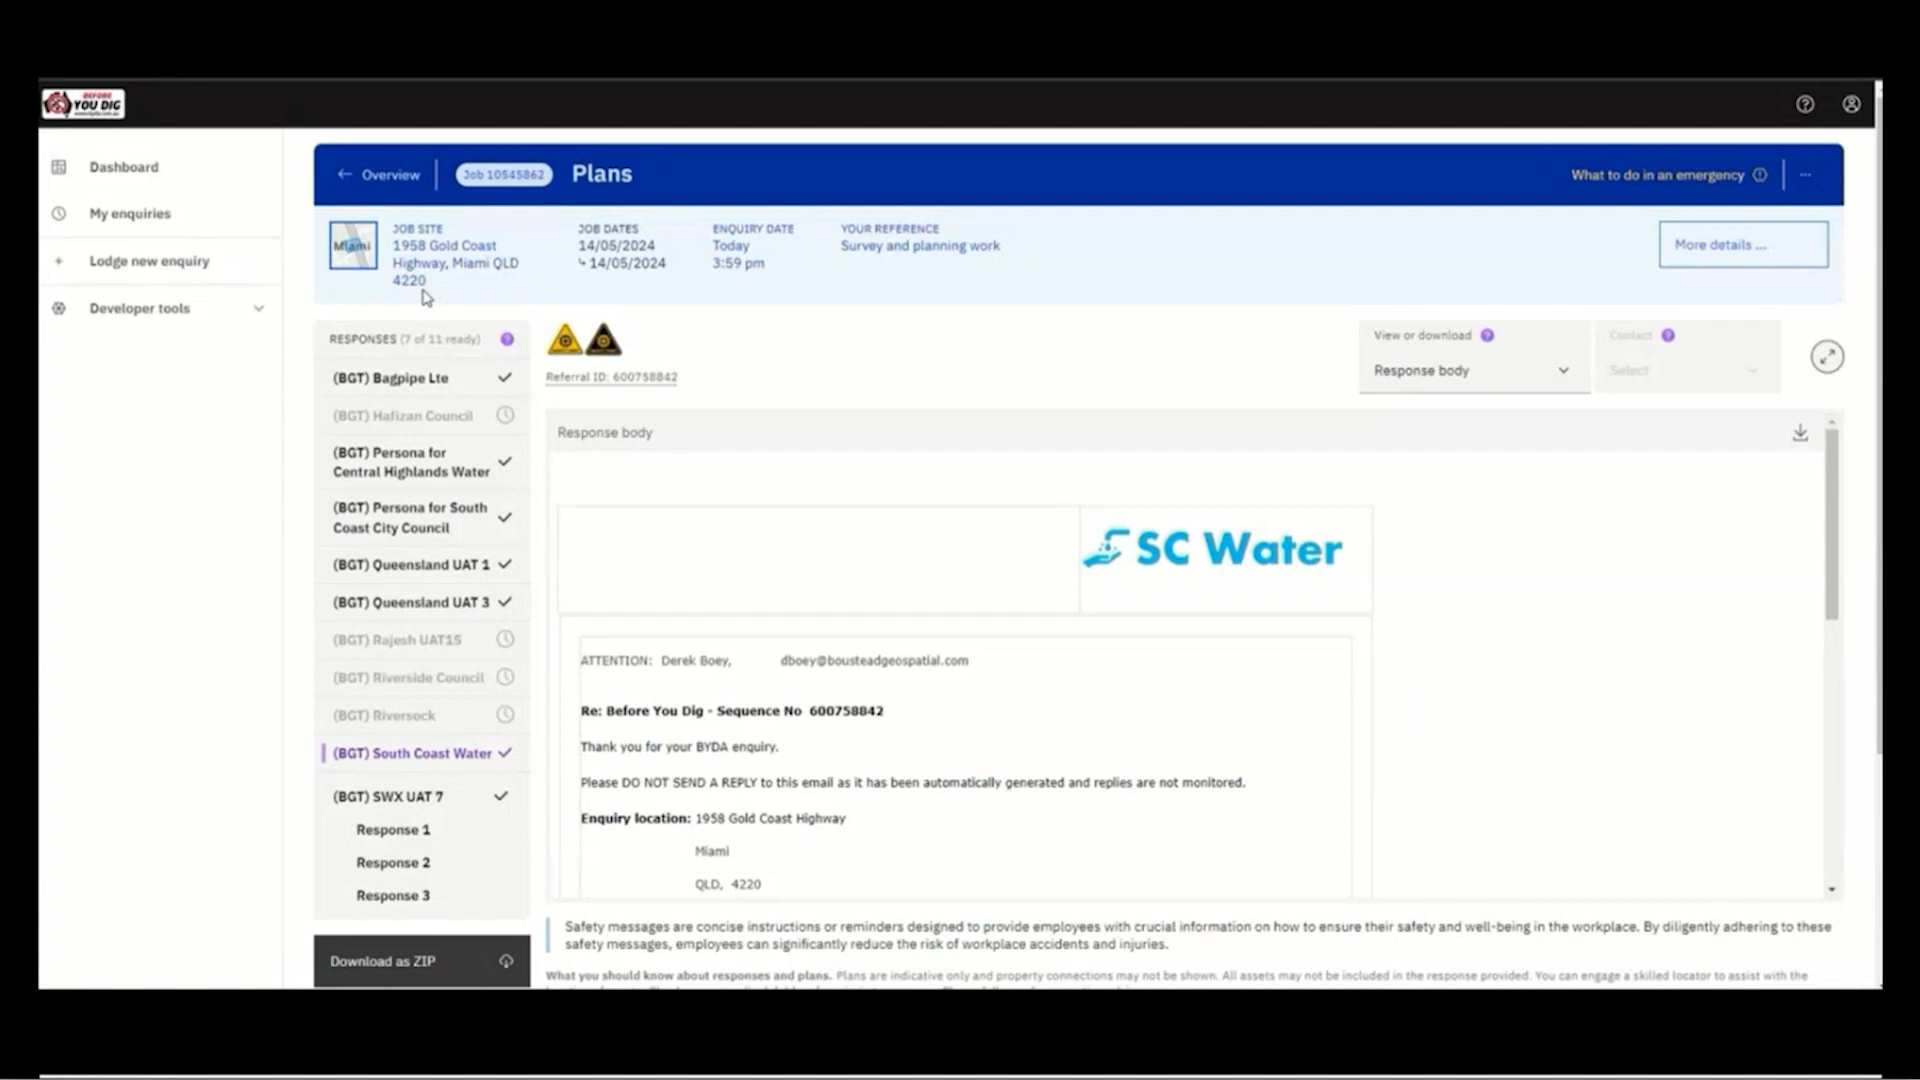 BEFORE
YOU DIG
Dashboard
My enquiries
+ Lodge new enquiry
Developer tools
← Overview
Job 10545862
Plans
What to do in an emergency
...
Miami
JOB SITE
1958 Gold Coast
Highway, Miami QLD
4220
JOB DATES
14/05/2024
14/05/2024
ENQUIRY DATE
Today
3:59 pm
YOUR REFERENCE
Survey and planning work
More details ...
RESPONSES (7 of 11 ready) ?
(BGT) Bagpipe Lte
(BGT) Hafizan Council
(BGT) Persona for
Central Highlands Water
(BGT) Persona for South
Coast City Council
(BGT) Queensland UAT 1
(BGT) Queensland UAT 3
(BGT) Rajesh UAT15
(BGT) Riverside Council
(BGT) Riversock
(BGT) South Coast Water
(BGT) SWX UAT 7
Response 1
Response 2
Response 3
Download as ZIP
Referral ID: 600758842
View or download ?
Response body
Contact ?
Select
Response body
SC Water
ATTENTION: Derek Boey, dboey@bousteadgeospatial.com
Re: Before You Dig - Sequence No 600758842
Thank you for your BYDA enquiry.
Please DO NOT SEND A REPLY to this email as it has been automatically generated and replies are not monitored.
Enquiry location: 1958 Gold Coast Highway
Miami
QLD, 4220
Safety messages are concise instructions or reminders designed to provide employees with crucial information on how to ensure their safety and well-being in the workplace. By diligently adhering to these
safety messages, employees can significantly reduce the risk of workplace accidents and injuries.
What you should know about responses and plans. Plans are indicative only and property connections may not be shown. All assets may not be included in the response provided. You can engage a skilled locator to assist with the